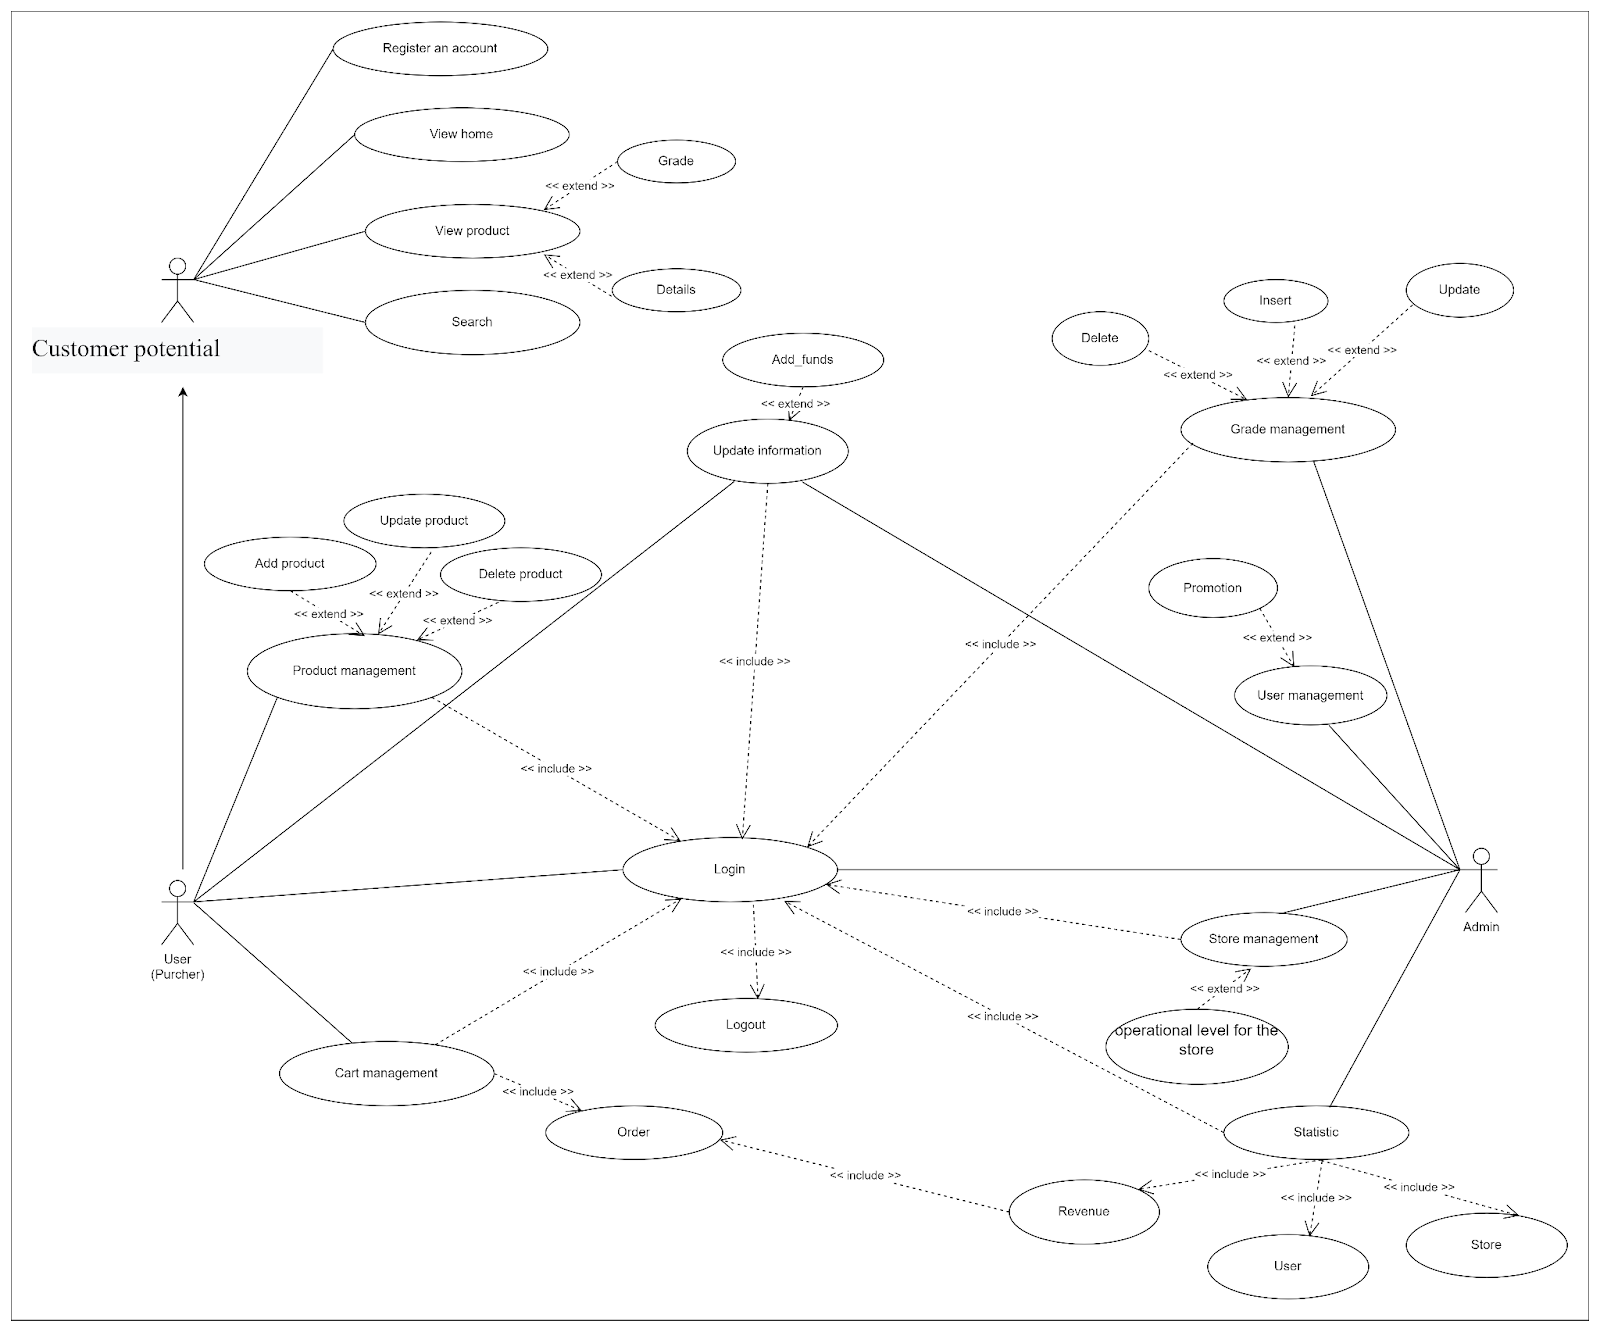 Register an account
View home
Grade
<< extend >>
View product
<< extend >>
Details
Search
Customer potential
Insert
Update
Delete
<< extend >>
<< extend >>
<< extend >>
Grade management
Add_funds
<< extend >>
Update information
Update product
Add product
Delete product
<< extend >>
<< extend >>
<< extend >>
Product management
Promotion
<< extend >>
User management
<< include >>
<< include >>
<< include >>
Login
User
(Purcher)
Admin
<< include >>
Store management
<< include >>
<< include >>
<< extend >>
<< include >>
Logout
operational level for the
store
Cart management
<< include >>
Order
Statistic
<< include >>
<< include >>
<< include >>
<< include >>
Revenue
User
Store